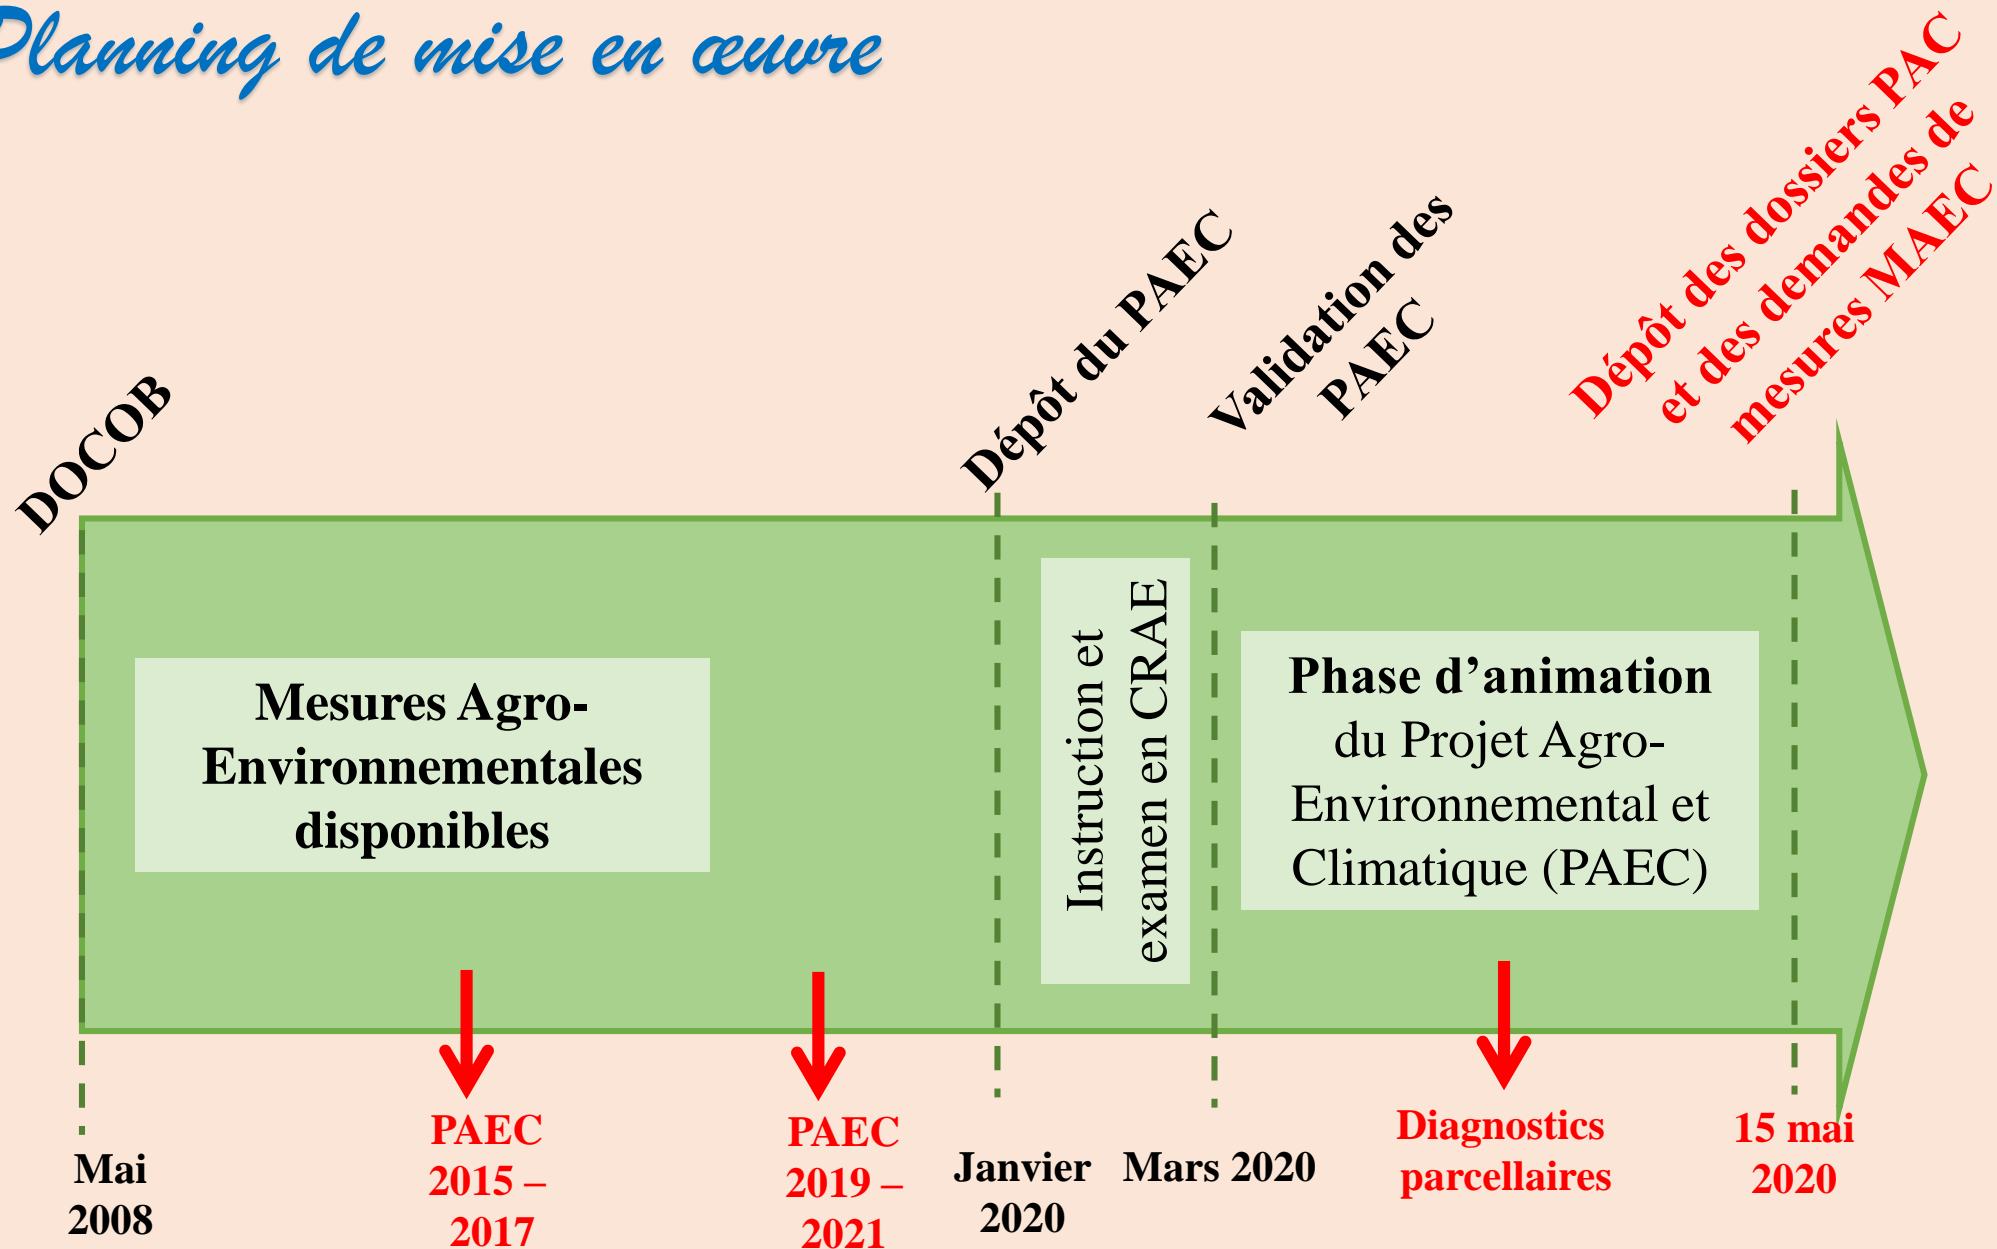 Planning de mise en œuvre
DOCOB
Dépôt du PAEC
Validation des
PAEC
Dépôt des dossiers PAC
et des demandes de
mesures MAEC
Mesures Agro-
Environnementales
disponibles
Instruction et
examen en CRAE
Phase d’animation
du Projet Agro-
Environnemental et
Climatique (PAEC)
Mai
2008
PAEC
2015 –
2017
PAEC
2019 –
2021
Janvier
2020
Mars 2020
Diagnostics
parcellaires
15 mai
2020